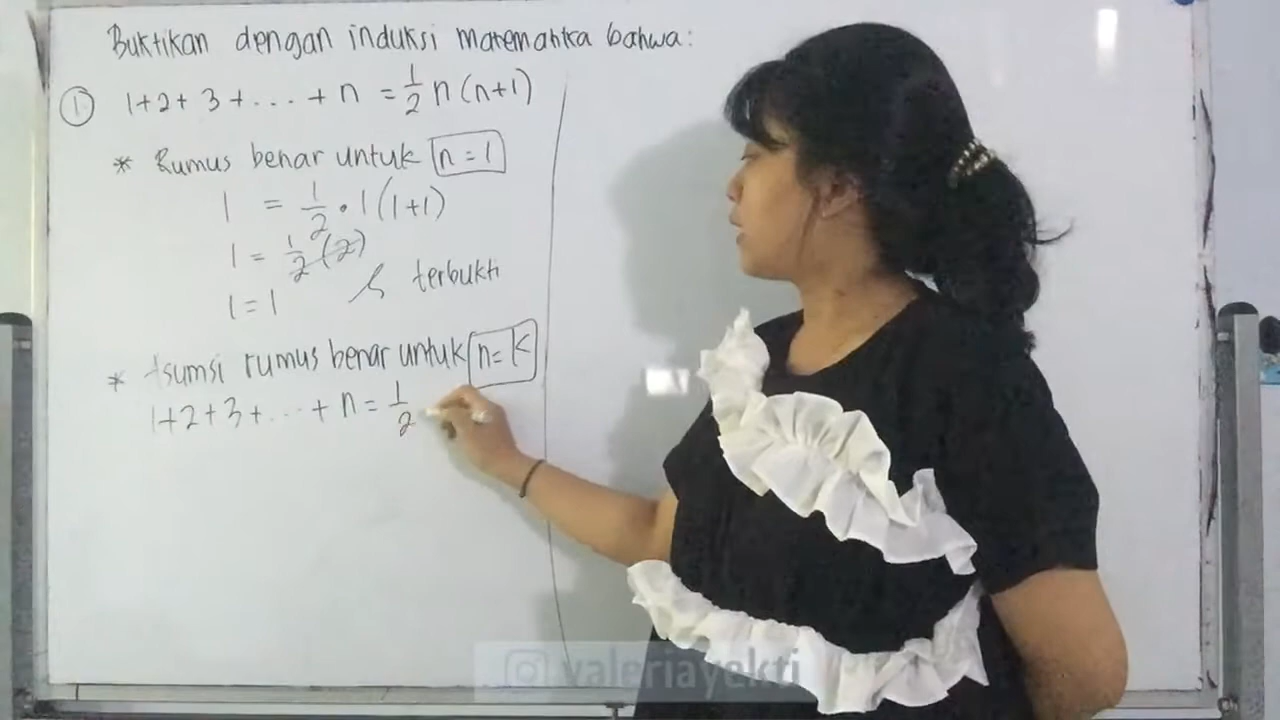 Buktikan dengan induksi matematika bahwa:
① 1+2+3+...+n = 1/2 n(n+1)
* Rumus benar untuk n=1
1 = 1/2 . 1(1+1)
1 = 1/2 (2)
1=1 terbukti
* Asumsi rumus benar untuk n=k
1+2+3+...+n = 1/2
valeriayekti